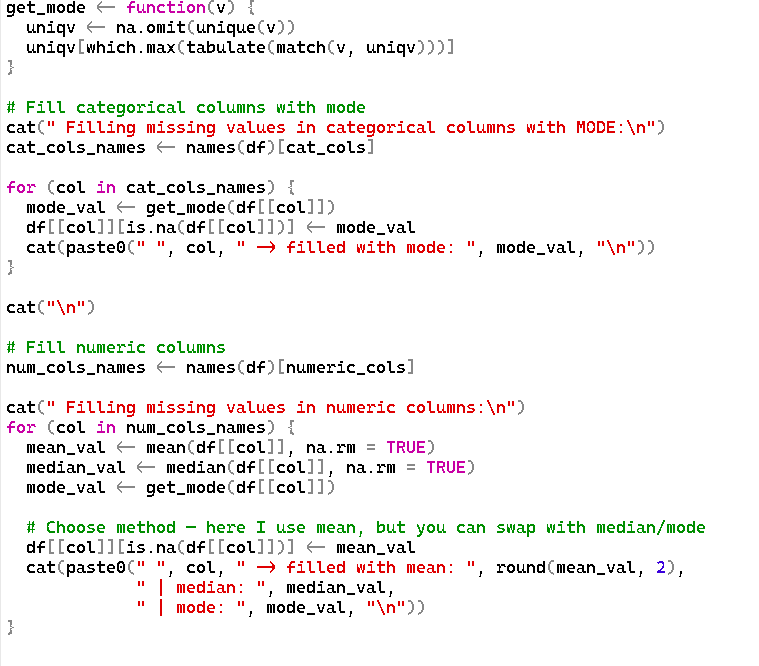 get_mode <- function(v) {
  uniqv <- na.omit(unique(v))
  uniqv[which.max(tabulate(match(v, uniqv)))]
}

# Fill categorical columns with mode
cat(" Filling missing values in categorical columns with MODE:\n")
cat_cols_names <- names(df)[cat_cols]

for (col in cat_cols_names) {
  mode_val <- get_mode(df[[col]])
  df[[col]][is.na(df[[col]])] <- mode_val
  cat(paste0(" ", col, " -> filled with mode: ", mode_val, "\n"))
}

cat("\n")

# Fill numeric columns
num_cols_names <- names(df)[numeric_cols]

cat(" Filling missing values in numeric columns:\n")
for (col in num_cols_names) {
  mean_val <- mean(df[[col]], na.rm = TRUE)
  median_val <- median(df[[col]], na.rm = TRUE)
  mode_val <- get_mode(df[[col]])

  # Choose method — here I use mean, but you can swap with median/mode
  df[[col]][is.na(df[[col]])] <- mean_val
  cat(paste0(" ", col, " -> filled with mean: ", round(mean_val, 2),
             " | median: ", median_val,
             " | mode: ", mode_val, "\n"))
}